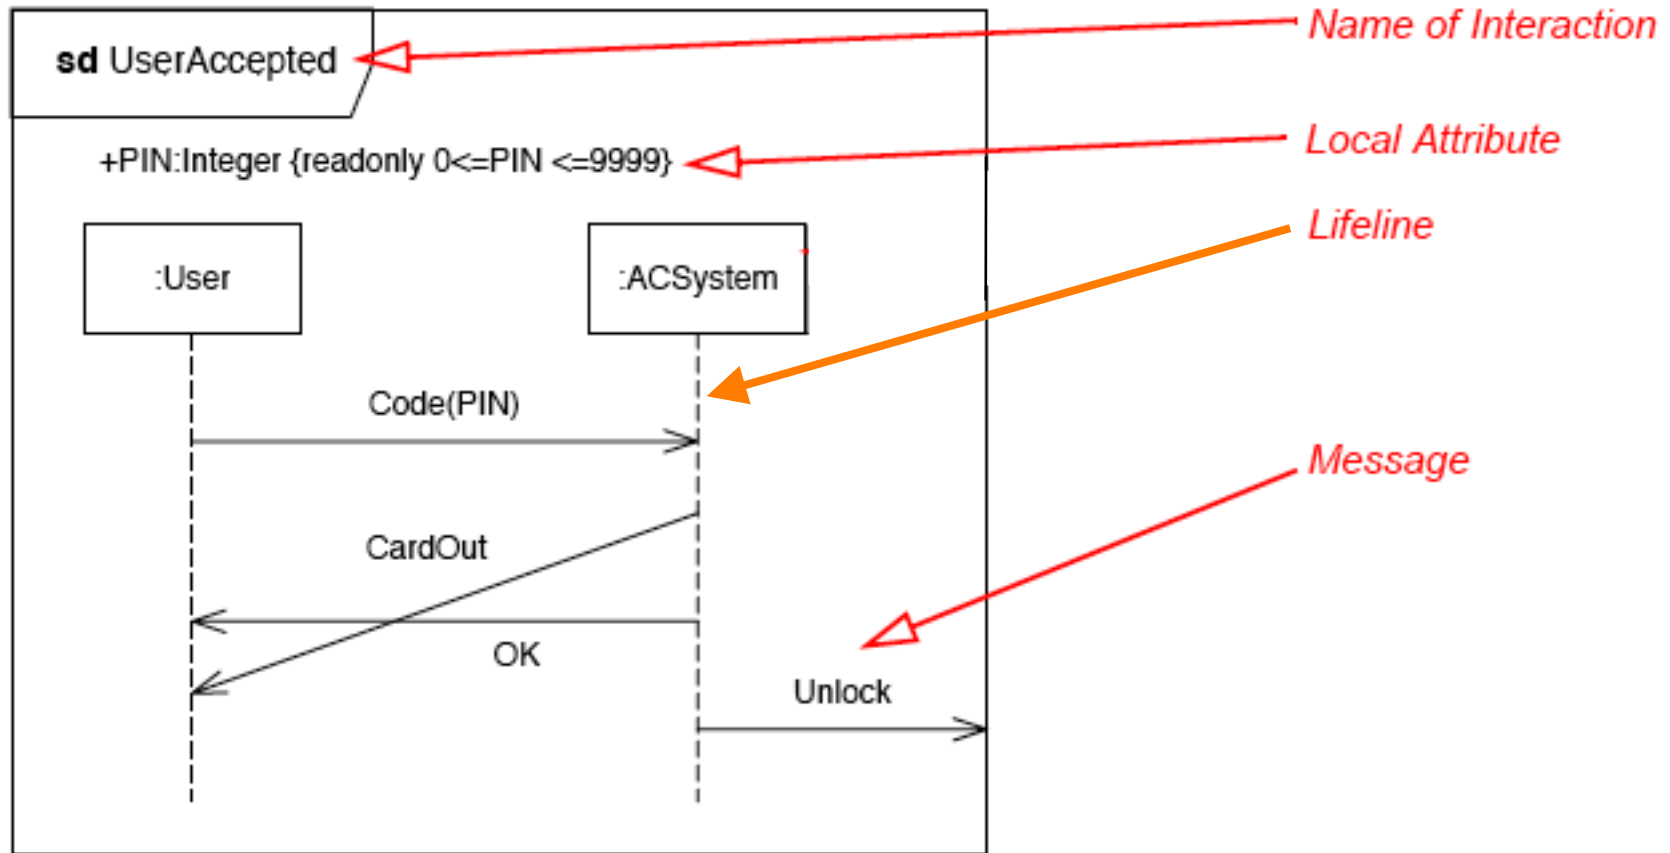 sd UserAccepted
Name of Interaction
+PIN:Integer {readonly 0<=PIN <=9999}
Local Attribute
Lifeline
:User
:ACSystem
Code(PIN)
Message
CardOut
OK
Unlock